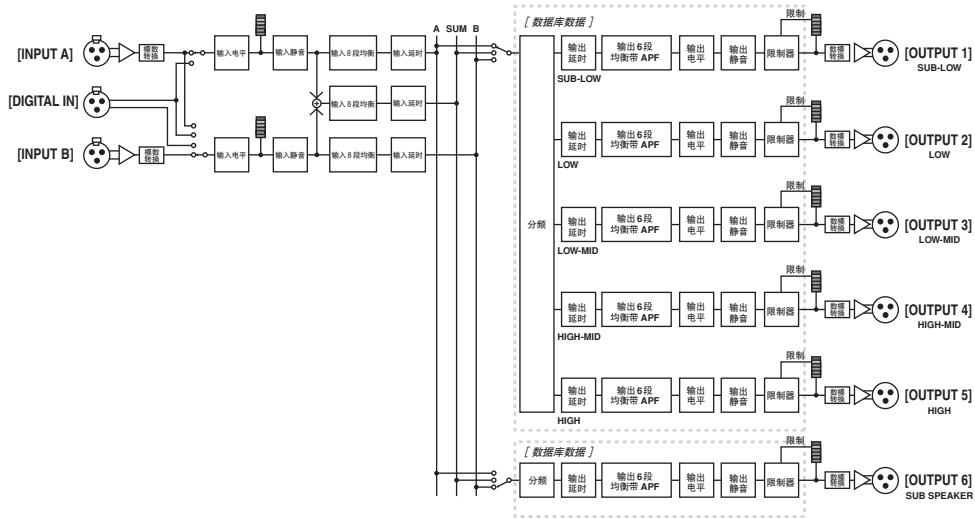 [ 数据库数据 ]
A SUM B
限制
[INPUT A]
模数
转换
输入电平
输入静音
输入8段均衡
输入延时
输出
延时
输出6段
均衡带 APF
输出
电平
输出
静音
限制器
数模
转换
[OUTPUT 1]
SUB-LOW
SUB-LOW
[DIGITAL IN]
输入8段均衡
输入延时
限制
[INPUT B]
模数
转换
输入电平
输入静音
输入8段均衡
输入延时
输出
延时
输出6段
均衡带 APF
输出
电平
输出
静音
限制器
数模
转换
[OUTPUT 2]
LOW
LOW
限制
分频
输出
延时
输出6段
均衡带 APF
输出
电平
输出
静音
限制器
数模
转换
[OUTPUT 3]
LOW-MID
LOW-MID
限制
输出
延时
输出6段
均衡带 APF
输出
电平
输出
静音
限制器
数模
转换
[OUTPUT 4]
HIGH-MID
HIGH-MID
限制
输出
延时
输出6段
均衡带 APF
输出
电平
输出
静音
限制器
数模
转换
[OUTPUT 5]
HIGH
HIGH
[ 数据库数据 ]
限制
分频
输出
延时
输出6段
均衡带 APF
输出
电平
输出
静音
限制器
数模
转换
[OUTPUT 6]
SUB SPEAKER